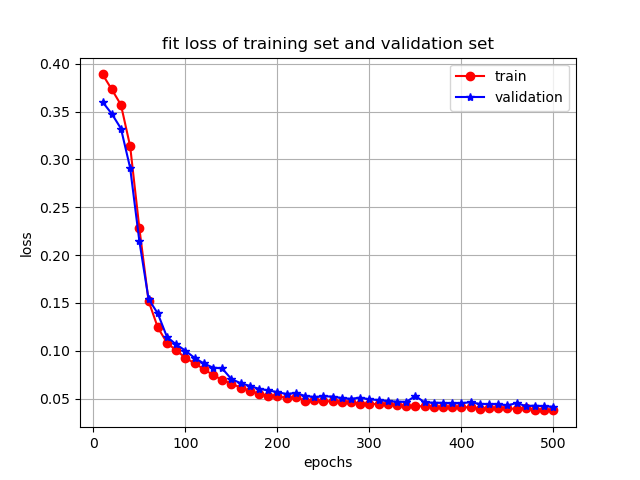 fit loss of training set and validation set
train
validation
loss
0.40
0.35
0.30
0.25
0.20
0.15
0.10
0.05
0
100
200
300
400
500
epochs